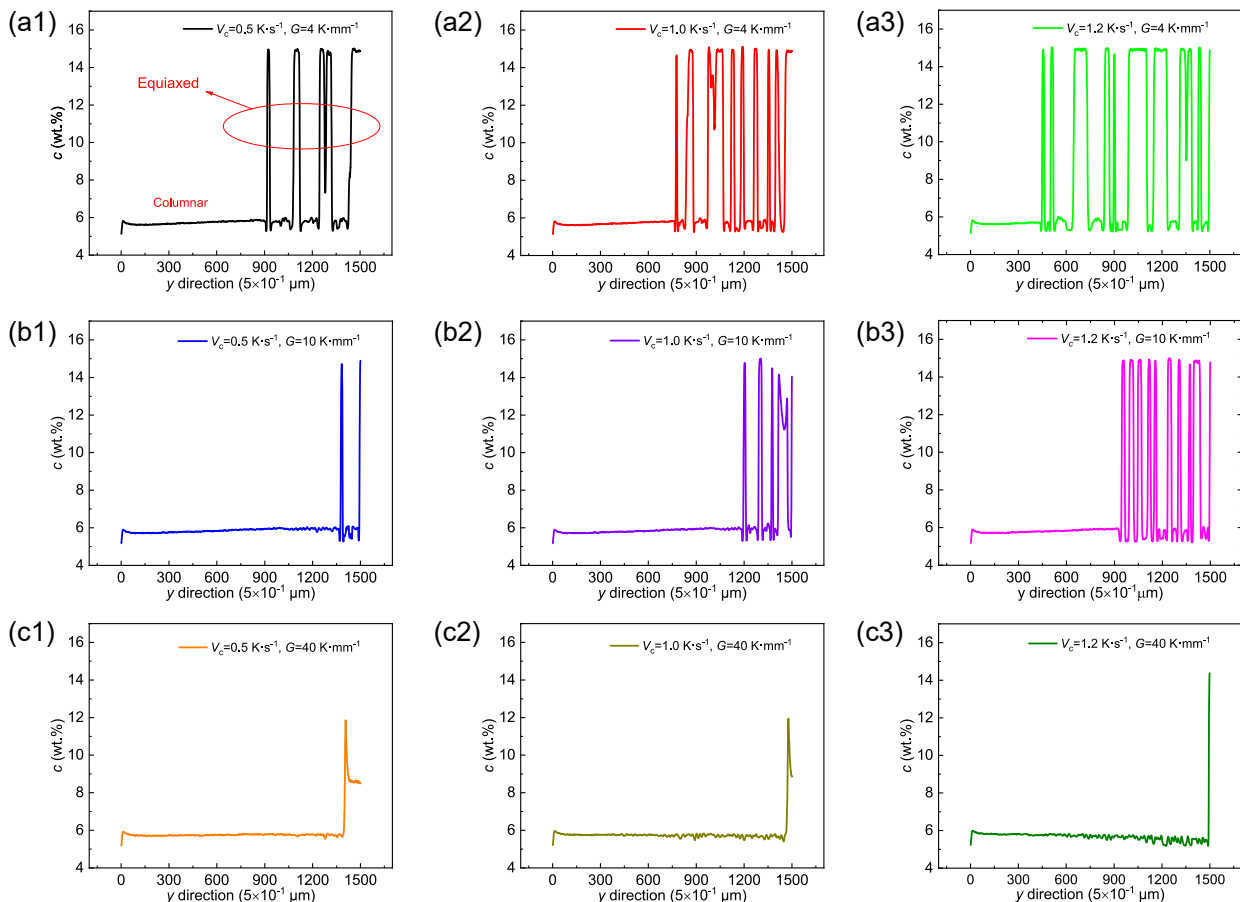 (a1)
V_c=0.5 K·s⁻¹, G=4 K·mm⁻¹
Equiaxed
Columnar
c (wt.%)
16
14
12
10
8
6
4
0 300 600 900 1200 1500
y direction (5×10⁻¹ μm)
(a2)
V_c=1.0 K·s⁻¹, G=4 K·mm⁻¹
c (wt.%)
16
14
12
10
8
6
4
0 300 600 900 1200 1500
y direction (5×10⁻¹ μm)
(a3)
V_c=1.2 K·s⁻¹, G=4 K·mm⁻¹
c (wt.%)
16
14
12
10
8
6
4
0 300 600 900 1200 1500
y direction (5×10⁻¹ μm)
(b1)
V_c=0.5 K·s⁻¹, G=10 K·mm⁻¹
c (wt.%)
16
14
12
10
8
6
4
0 300 600 900 1200 1500
y direction (5×10⁻¹ μm)
(b2)
V_c=1.0 K·s⁻¹, G=10 K·mm⁻¹
c (wt.%)
16
14
12
10
8
6
4
0 300 600 900 1200 1500
y direction (5×10⁻¹ μm)
(b3)
V_c=1.2 K·s⁻¹, G=10 K·mm⁻¹
c (wt.%)
16
14
12
10
8
6
4
0 300 600 900 1200 1500
y direction (5×10⁻¹μm)
(c1)
V_c=0.5 K·s⁻¹, G=40 K·mm⁻¹
c (wt.%)
16
14
12
10
8
6
4
0 300 600 900 1200 1500
y direction (5×10⁻¹ μm)
(c2)
V_c=1.0 K·s⁻¹, G=40 K·mm⁻¹
c (wt.%)
16
14
12
10
8
6
4
0 300 600 900 1200 1500
y direction (5×10⁻¹ μm)
(c3)
V_c=1.2 K·s⁻¹, G=40 K·mm⁻¹
c (wt.%)
16
14
12
10
8
6
4
0 300 600 900 1200 1500
y direction (5×10⁻¹ μm)